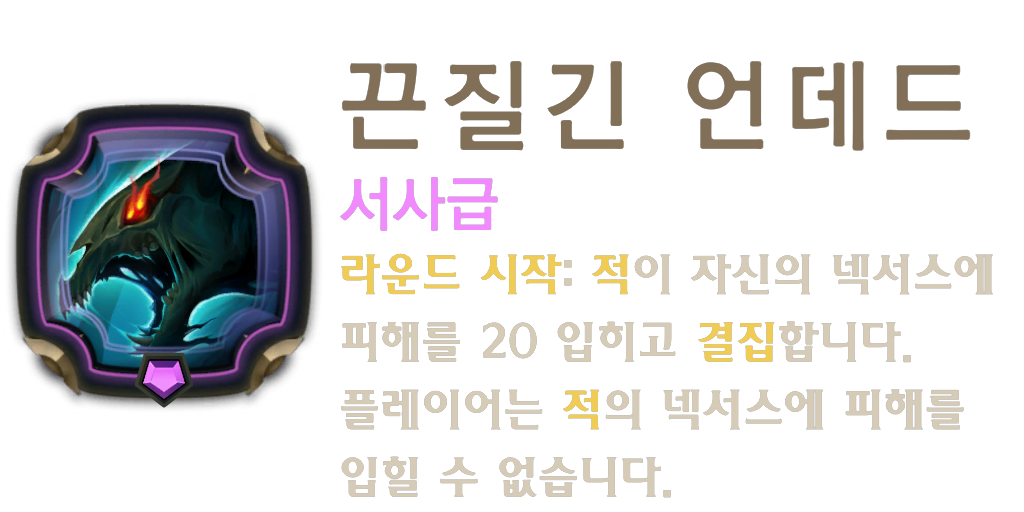 끈질긴 언데드
서사급
라운드 시작: 적이 자신의 넥서스에
피해를 20 입히고 결집합니다.
플레이어는 적의 넥서스에 피해를
입힐 수 없습니다.